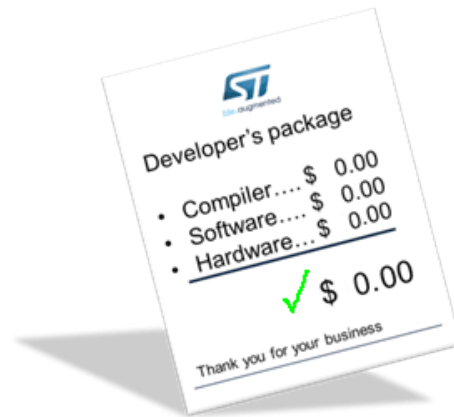 ST
life.augmented
Developer's package
• Compiler.... $ 0.00
• Software.... $ 0.00
• Hardware... $ 0.00
$ 0.00
Thank you for your business